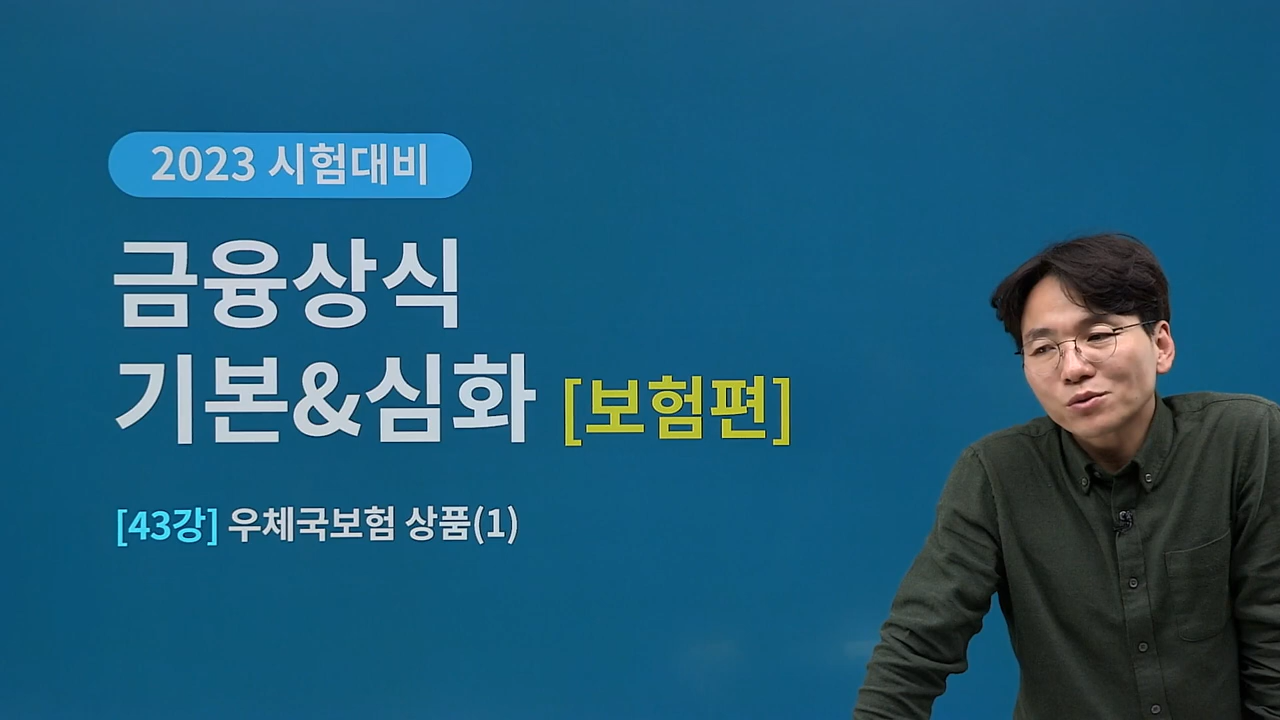 2023 시험대비
금융상식
기본&심화 [보험편]
[43강] 우체국보험 상품(1)